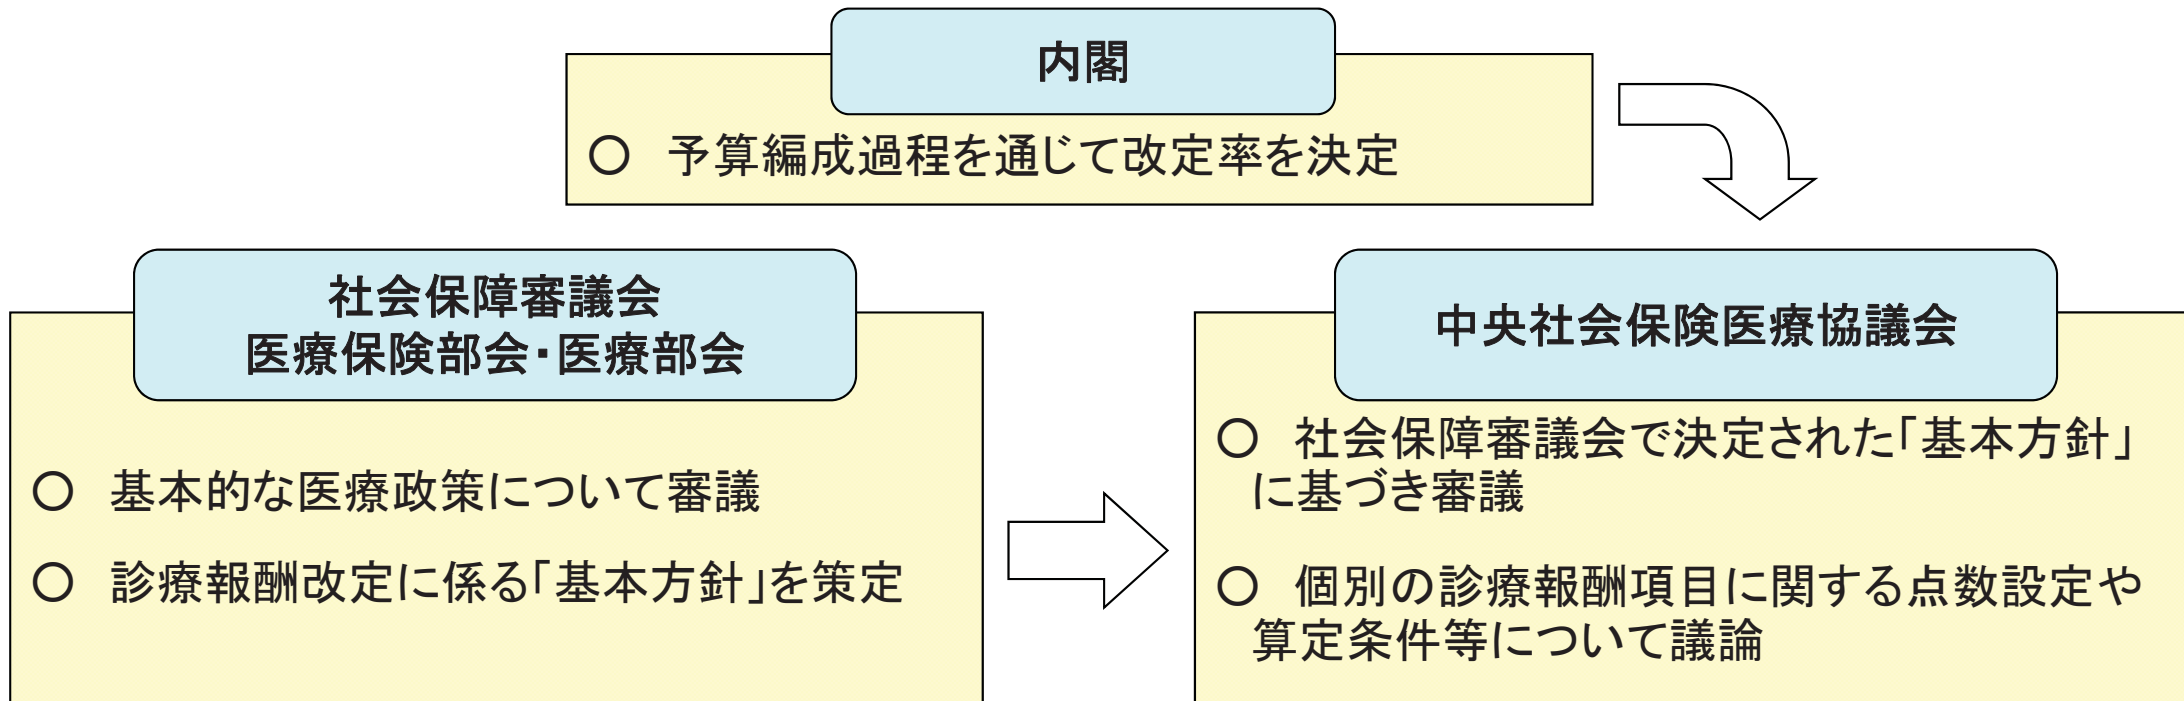 内閣
○ 予算編成過程を通じて改定率を決定
社会保障審議会
医療保険部会・医療部会
○ 基本的な医療政策について審議
○ 診療報酬改定に係る「基本方針」を策定
中央社会保険医療協議会
○ 社会保障審議会で決定された「基本方針」
に基づき審議
○ 個別の診療報酬項目に関する点数設定や
算定条件等について議論